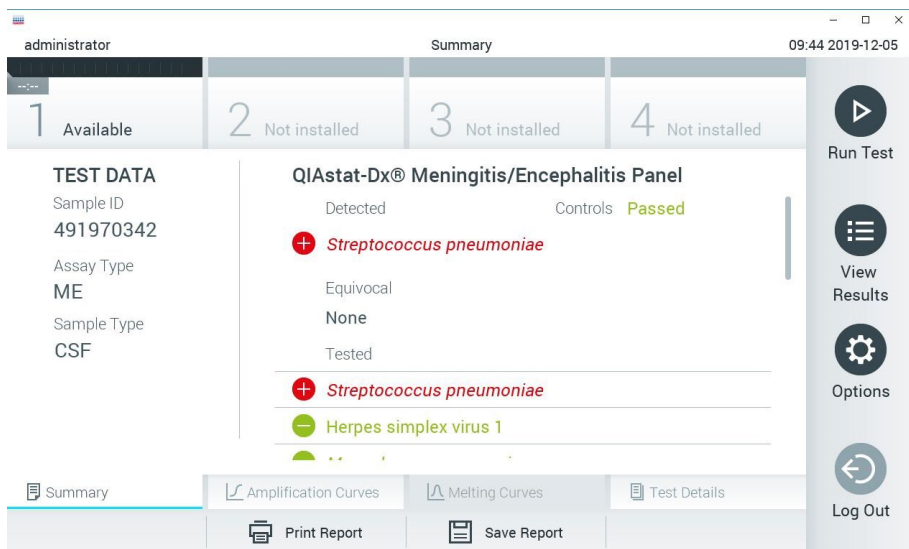 administrator
Summary
09:44 2019-12-05
--:--
1 Available
2 Not installed
3 Not installed
4 Not installed
Run Test
TEST DATA
Sample ID
491970342
Assay Type
ME
Sample Type
CSF
QIAstat-Dx® Meningitis/Encephalitis Panel
Detected
Controls Passed
Streptococcus pneumoniae
Equivocal
None
Tested
Streptococcus pneumoniae
Herpes simplex virus 1
View
Results
Options
Log Out
Summary
Amplification Curves
Melting Curves
Test Details
Print Report
Save Report